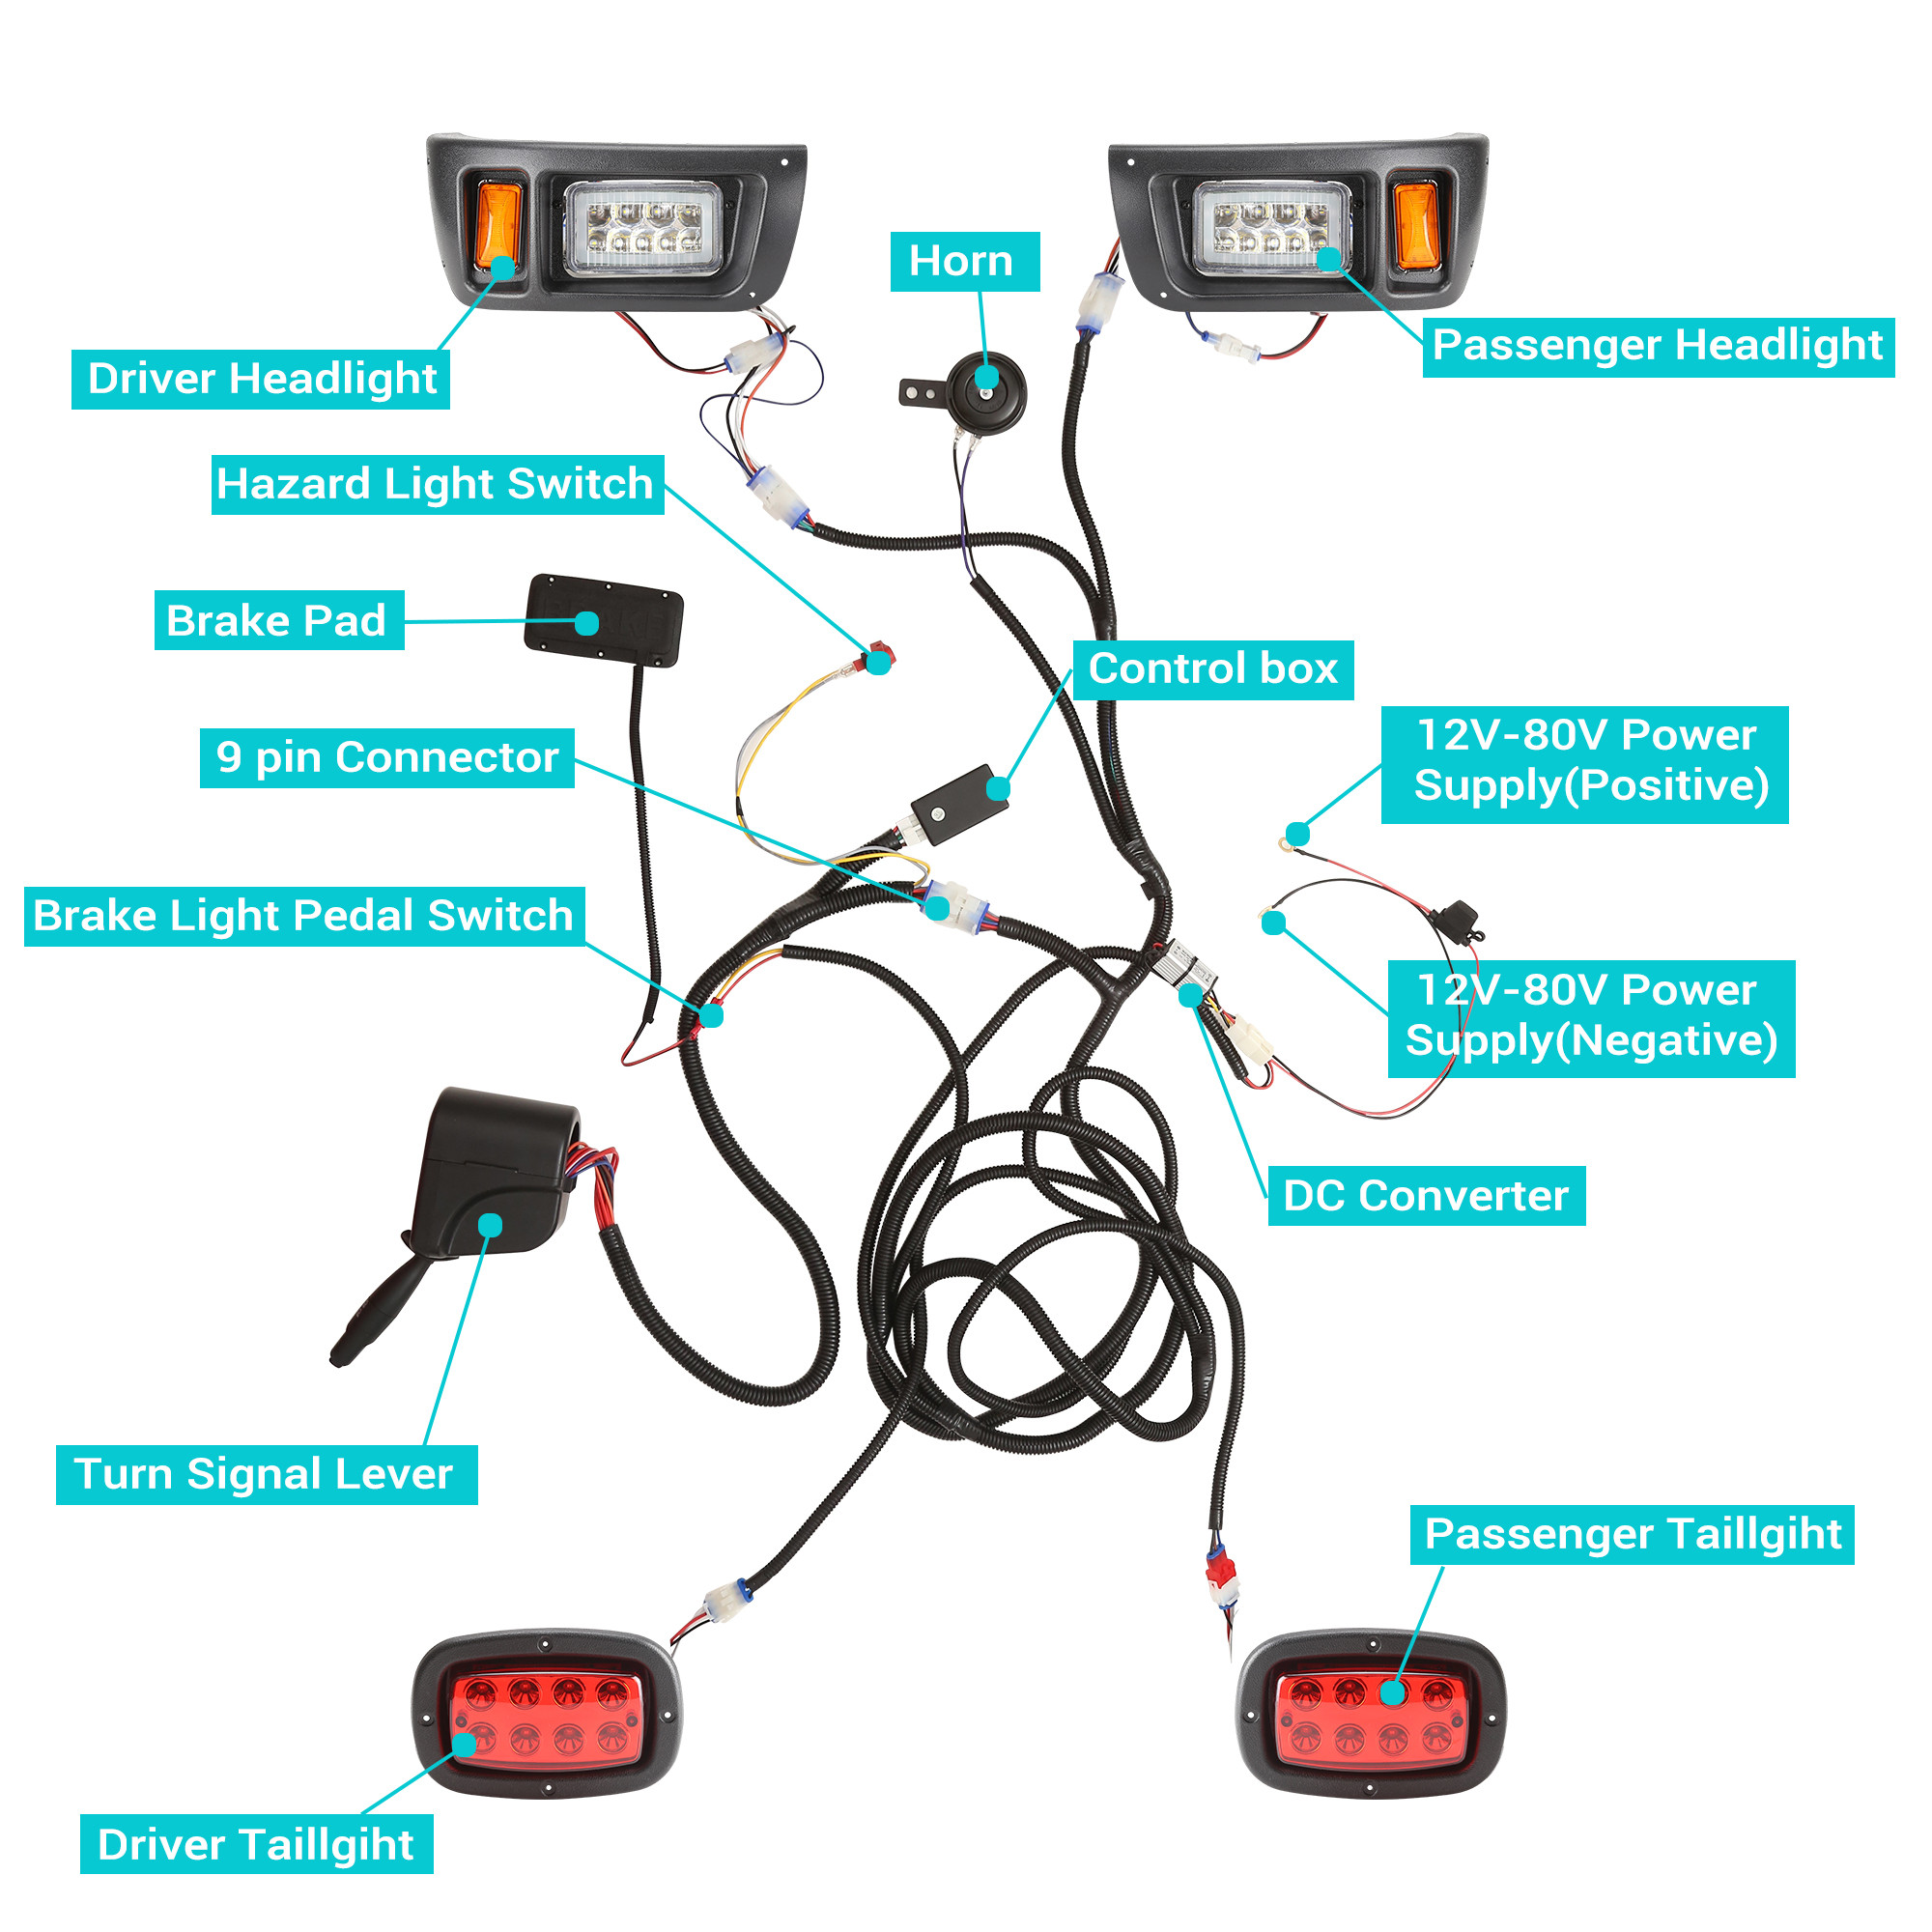 Horn
Passenger Headlight
Driver Headlight
Hazard Light Switch
Brake Pad
Control box
12V-80V Power
Supply(Positive)
9 pin Connector
Brake Light Pedal Switch
12V-80V Power
Supply(Negative)
DC Converter
Turn Signal Lever
Passenger Taillgiht
Driver Taillgiht